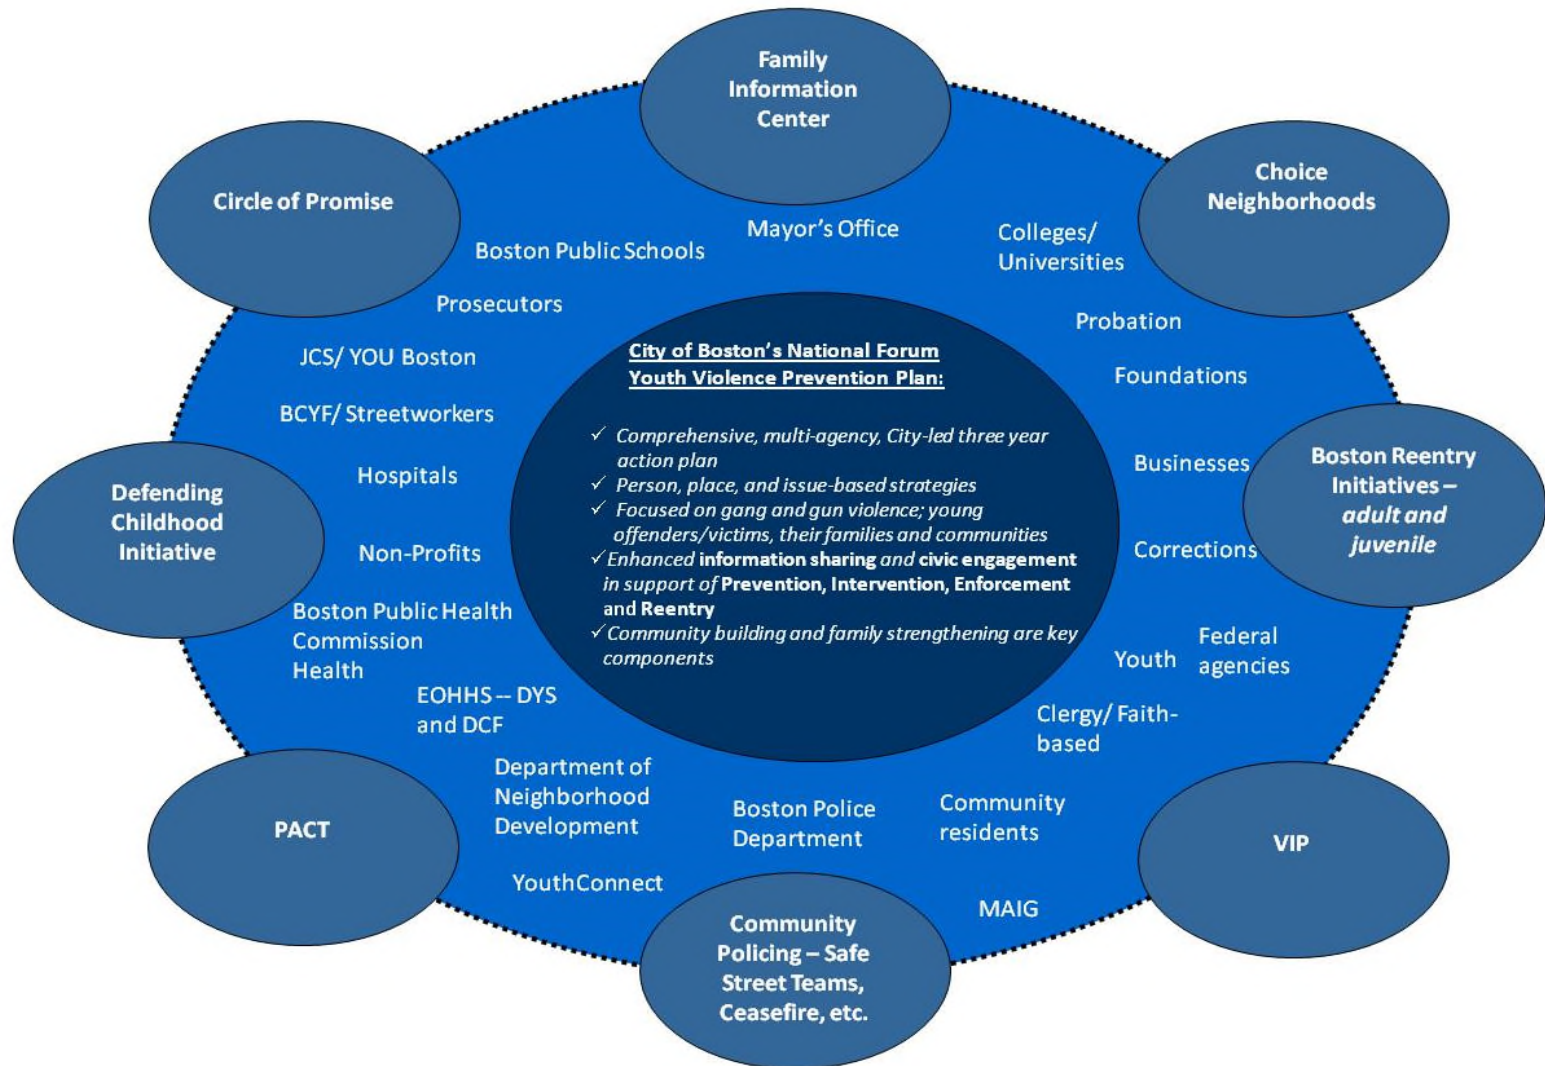 Family
Information
Center
Choice
Neighborhoods
Circle of Promise
Mayor's Office
Colleges/
Universities
Boston Public Schools
Prosecutors
Probation
JCS/ YOU Boston
Foundations
BCYF/ Streetworkers
City of Boston's National Forum
Youth Violence Prevention Plan:
✓ Comprehensive, multi-agency, City-led three year
action plan
✓ Person, place, and issue-based strategies
✓ Focused on gang and gun violence; young
offenders/victims, their families and communities
✓ Enhanced information sharing and civic engagement
in support of Prevention, Intervention, Enforcement
and Reentry
✓ Community building and family strengthening are key
components
Businesses
Boston Reentry
Initiatives –
adult and
juvenile
Hospitals
Defending
Childhood
Initiative
Non-Profits
Corrections
Boston Public Health
Commission
Health
Youth
Federal
agencies
EOHHS -- DYS
and DCF
Clergy/ Faith-
based
Department of
Neighborhood
Development
Boston Police
Department
Community
residents
PACT
VIP
YouthConnect
MAIG
Community
Policing – Safe
Street Teams,
Ceasefire, etc.